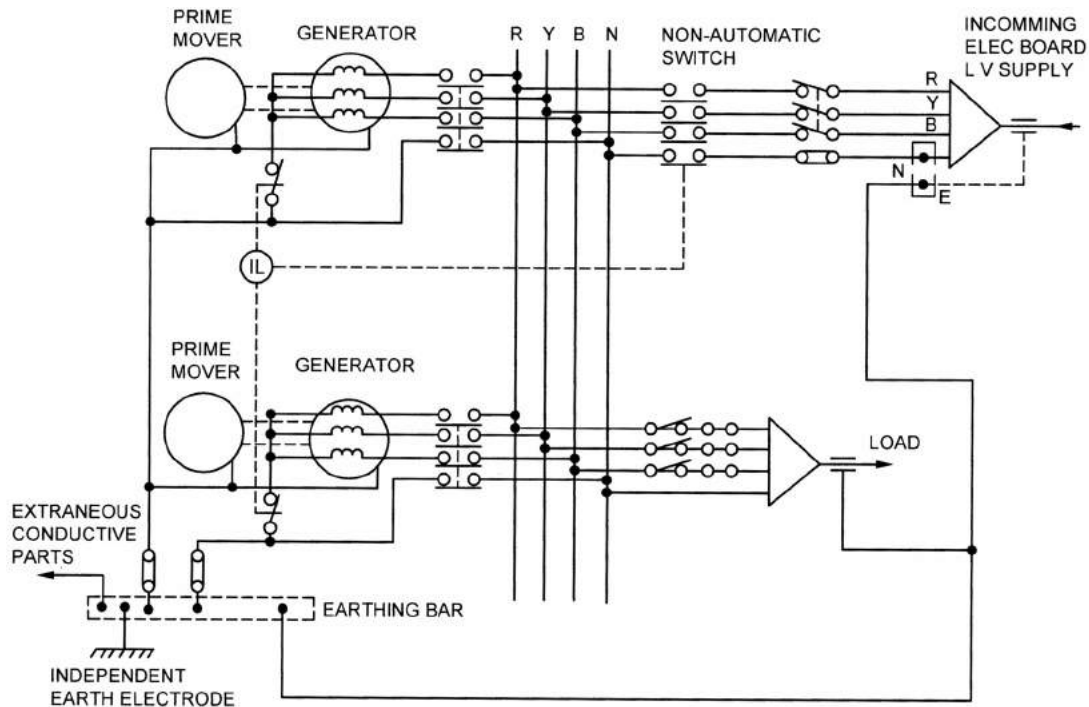 PRIME
MOVER
GENERATOR
R Y B N
NON-AUTOMATIC
SWITCH
INCOMMING
ELEC BOARD
L V SUPPLY
R
Y
B
N
E
IL
PRIME
MOVER
GENERATOR
LOAD
EXTRANEOUS
CONDUCTIVE
PARTS
EARTHING BAR
INDEPENDENT
EARTH ELECTRODE